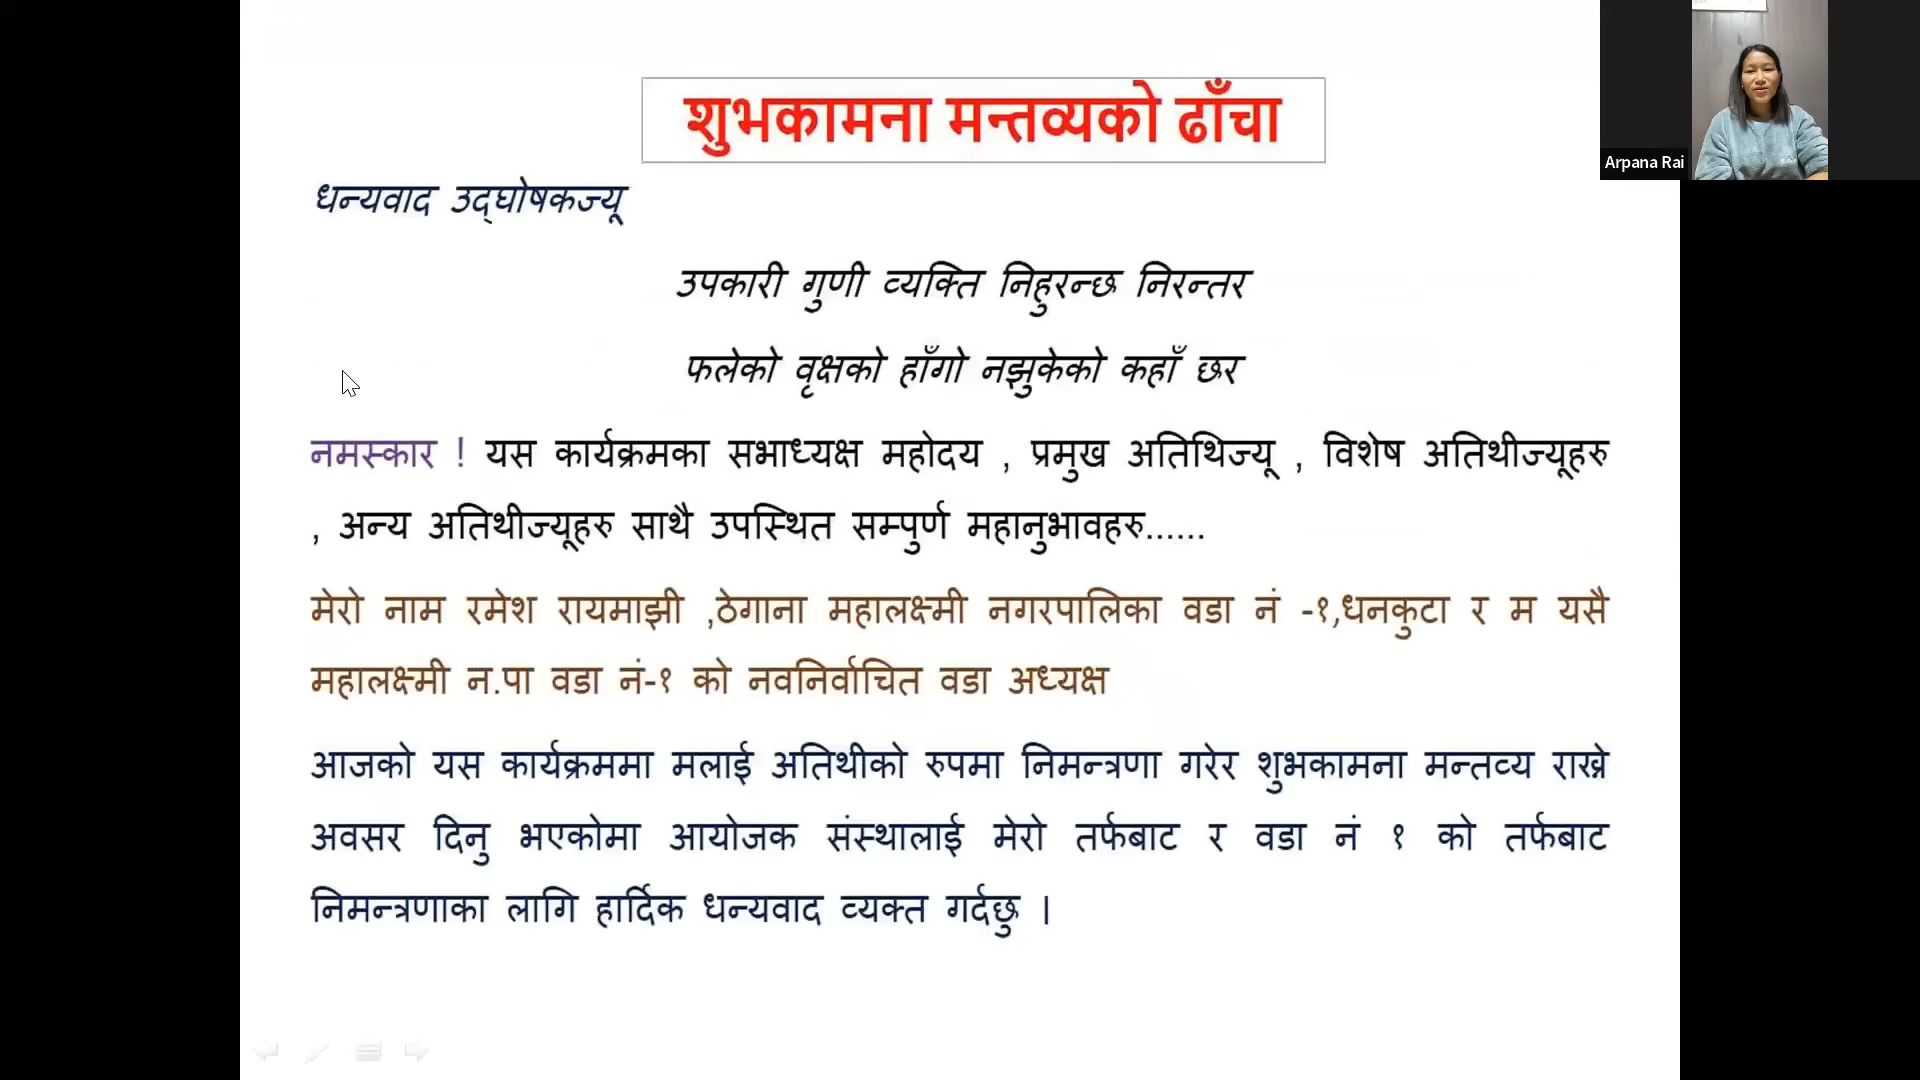 शुभकामना मन्तव्यको ढाँचा
Arpana Rai
धन्यवाद उद्घोषकज्यू
उपकारी गुणी व्यक्ति निहुरन्छ निरन्तर
फलेको वृक्षको हाँगो नझुकेको कहाँ छर
नमस्कार ! यस कार्यक्रमका सभाध्यक्ष महोदय , प्रमुख अतिथिज्यू , विशेष अतिथीज्यूहरु
, अन्य अतिथीज्यूहरु साथै उपस्थित सम्पुर्ण महानुभावहरु......
मेरो नाम रमेश रायमाझी ,ठेगाना महालक्ष्मी नगरपालिका वडा नं -१,धनकुटा र म यसै
महालक्ष्मी न.पा वडा नं-१ को नवनिर्वाचित वडा अध्यक्ष
आजको यस कार्यक्रममा मलाई अतिथीको रुपमा निमन्त्रणा गरेर शुभकामना मन्तव्य राख्ने
अवसर दिनु भएकोमा आयोजक संस्थालाई मेरो तर्फबाट र वडा नं १ को तर्फबाट
निमन्त्रणाका लागि हार्दिक धन्यवाद व्यक्त गर्दछु ।